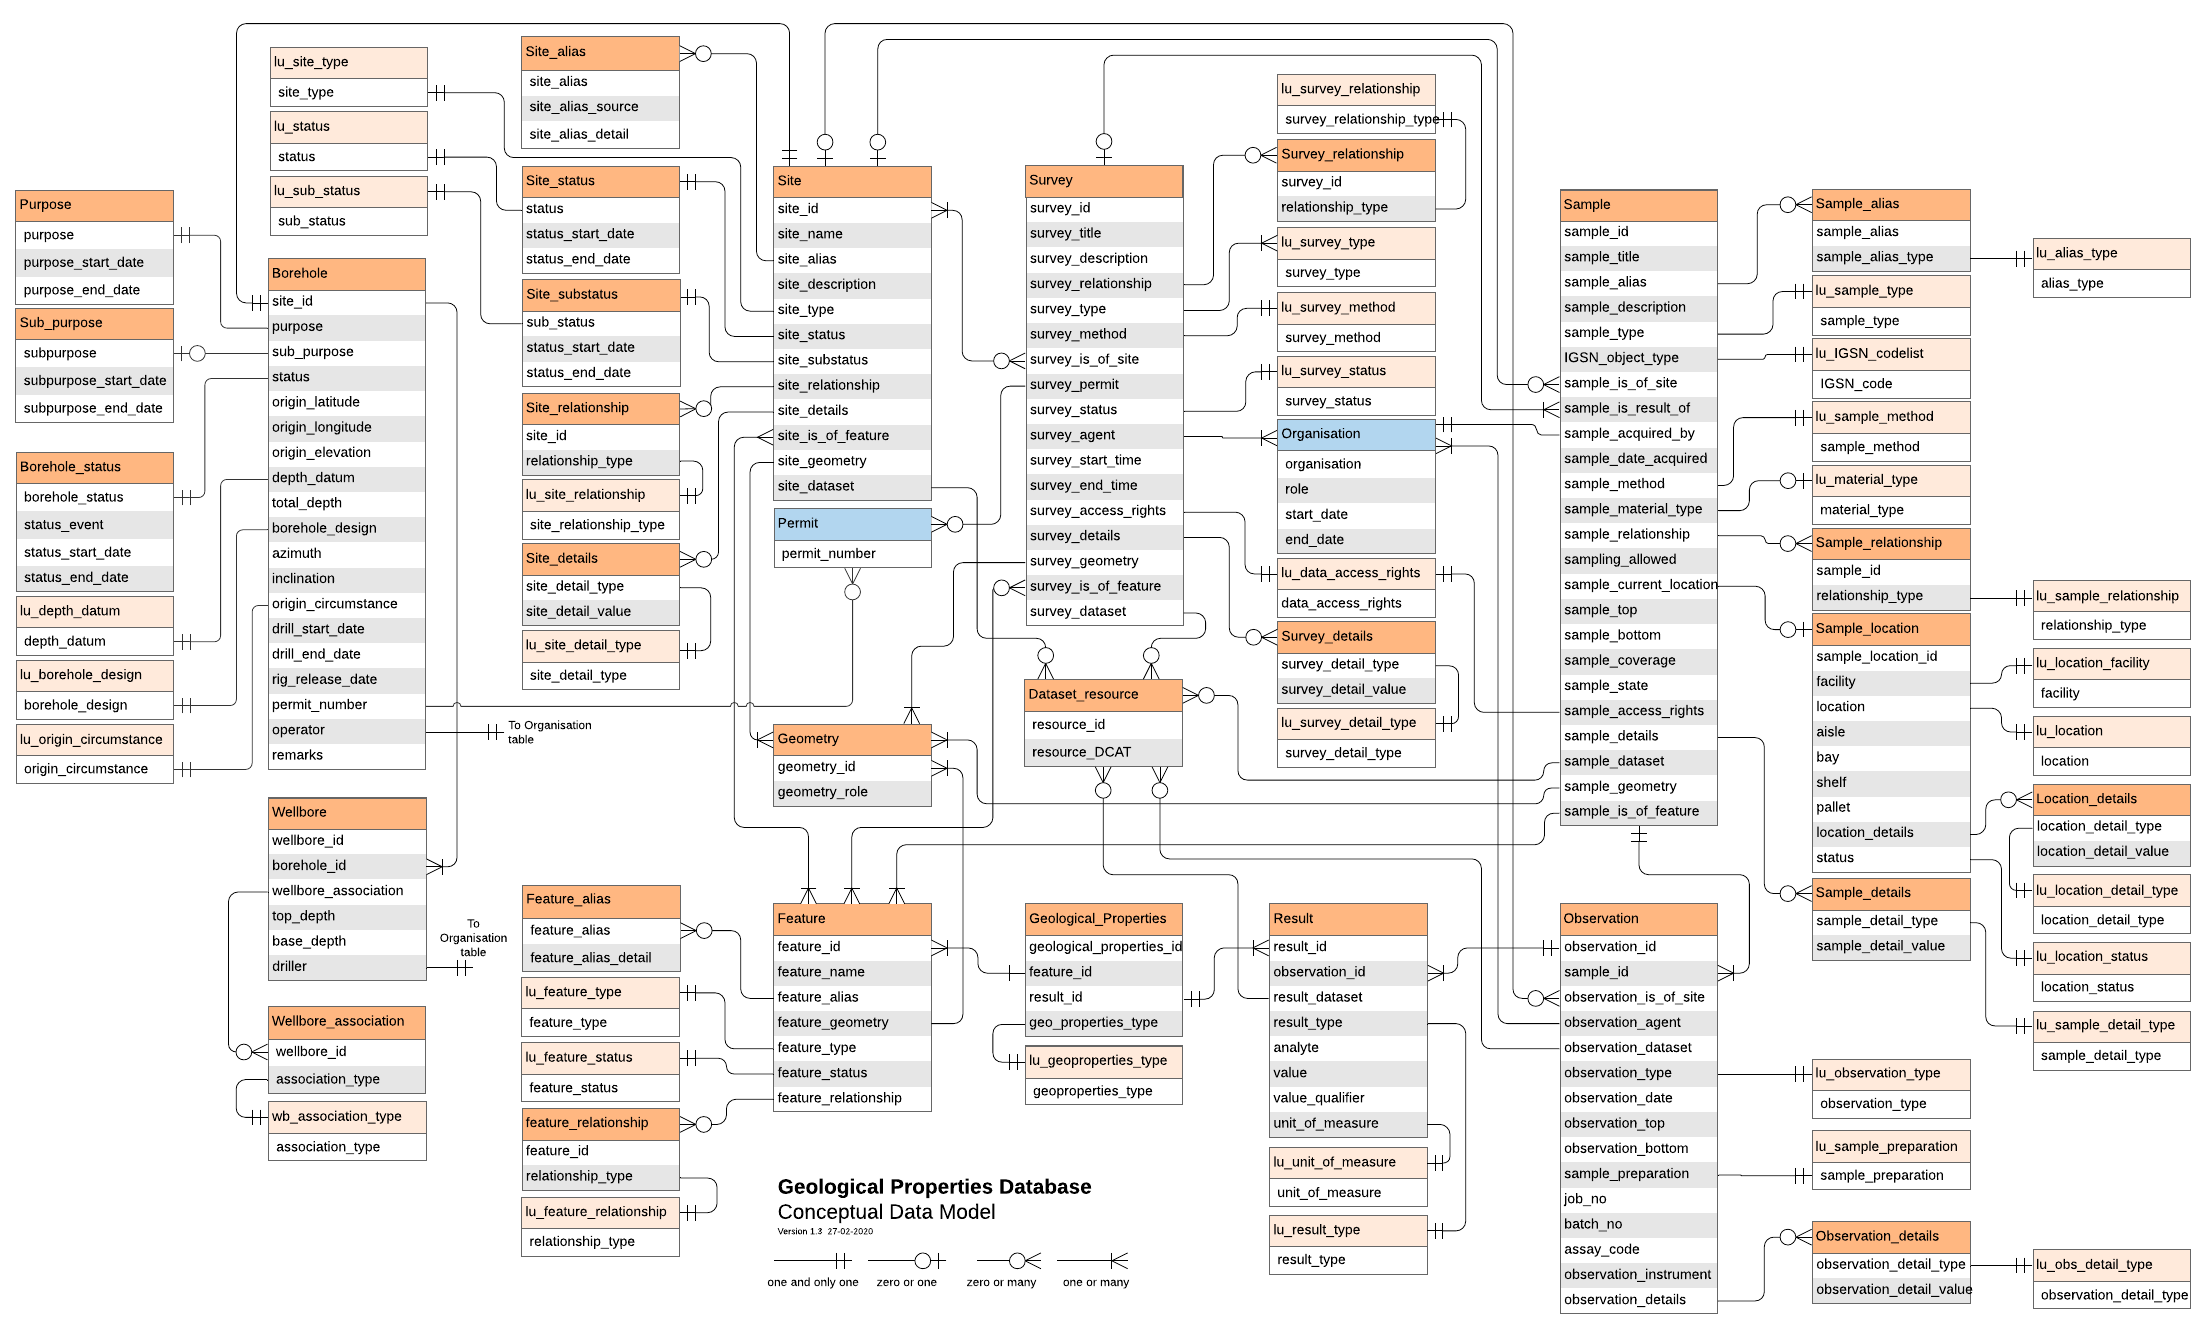 Purpose
purpose
purpose_start_date
purpose_end_date
Sub_purpose
subpurpose
subpurpose_start_date
subpurpose_end_date
Borehole_status
borehole_status
status_event
status_start_date
status_end_date
lu_depth_datum
depth_datum
lu_borehole_design
borehole_design
lu_origin_circumstance
origin_circumstance
lu_site_type
site_type
lu_status
status
lu_sub_status
sub_status
Borehole
site_id
purpose
sub_purpose
status
origin_latitude
origin_longitude
origin_elevation
depth_datum
total_depth
borehole_design
azimuth
inclination
origin_circumstance
drill_start_date
drill_end_date
rig_release_date
permit_number
operator
remarks
To Organisation
table
Wellbore
wellbore_id
borehole_id
wellbore_association
top_depth
base_depth
driller
To
Organisation
table
Wellbore_association
wellbore_id
association_type
wb_association_type
association_type
Site_alias
site_alias
site_alias_source
site_alias_detail
Site_status
status
status_start_date
status_end_date
Site_substatus
sub_status
status_start_date
status_end_date
Site_relationship
site_id
relationship_type
lu_site_relationship
site_relationship_type
Site_details
site_detail_type
site_detail_value
lu_site_detail_type
site_detail_type
Feature_alias
feature_alias
feature_alias_detail
lu_feature_type
feature_type
lu_feature_status
feature_status
feature_relationship
feature_id
relationship_type
lu_feature_relationship
relationship_type
Site
site_id
site_name
site_alias
site_description
site_type
site_status
site_substatus
site_relationship
site_details
site_is_of_feature
site_geometry
site_dataset
Permit
permit_number
Geometry
geometry_id
geometry_role
Feature
feature_id
feature_name
feature_alias
feature_geometry
feature_type
feature_status
feature_relationship
Geological Properties Database
Conceptual Data Model
Version 1.3 27-02-2020
one and only one
zero or one
zero or many
one or many
Survey
survey_id
survey_title
survey_description
survey_relationship
survey_type
survey_method
survey_is_of_site
survey_permit
survey_status
survey_agent
survey_start_time
survey_end_time
survey_access_rights
survey_details
survey_geometry
survey_is_of_feature
survey_dataset
Dataset_resource
resource_id
resource_DCAT
Geological_Properties
geological_properties_id
feature_id
result_id
geo_properties_type
lu_geoproperties_type
geoproperties_type
lu_survey_relationship
survey_relationship_type
Survey_relationship
survey_id
relationship_type
lu_survey_type
survey_type
lu_survey_method
survey_method
lu_survey_status
survey_status
Organisation
organisation
role
start_date
end_date
lu_data_access_rights
data_access_rights
Survey_details
survey_detail_type
survey_detail_value
lu_survey_detail_type
survey_detail_type
Result
result_id
observation_id
result_dataset
result_type
analyte
value
value_qualifier
unit_of_measure
lu_unit_of_measure
unit_of_measure
lu_result_type
result_type
Sample
sample_id
sample_title
sample_alias
sample_description
sample_type
IGSN_object_type
sample_is_of_site
sample_is_result_of
sample_acquired_by
sample_date_acquired
sample_method
sample_material_type
sample_relationship
sampling_allowed
sample_current_location
sample_top
sample_bottom
sample_coverage
sample_state
sample_access_rights
sample_details
sample_dataset
sample_geometry
sample_is_of_feature
Observation
observation_id
sample_id
observation_is_of_site
observation_agent
observation_dataset
observation_type
observation_date
observation_top
observation_bottom
sample_preparation
job_no
batch_no
assay_code
observation_instrument
observation_details
Sample_alias
sample_alias
sample_alias_type
lu_sample_type
sample_type
lu_IGSN_codelist
IGSN_code
lu_sample_method
sample_method
lu_material_type
material_type
Sample_relationship
sample_id
relationship_type
Sample_location
sample_location_id
facility
location
aisle
bay
shelf
pallet
location_details
status
Sample_details
sample_detail_type
sample_detail_value
lu_observation_type
observation_type
lu_sample_preparation
sample_preparation
Observation_details
observation_detail_type
observation_detail_value
lu_alias_type
alias_type
lu_sample_relationship
relationship_type
lu_location_facility
facility
lu_location
location
Location_details
location_detail_type
location_detail_value
lu_location_detail_type
location_detail_type
lu_location_status
location_status
lu_sample_detail_type
sample_detail_type
lu_obs_detail_type
observation_detail_type